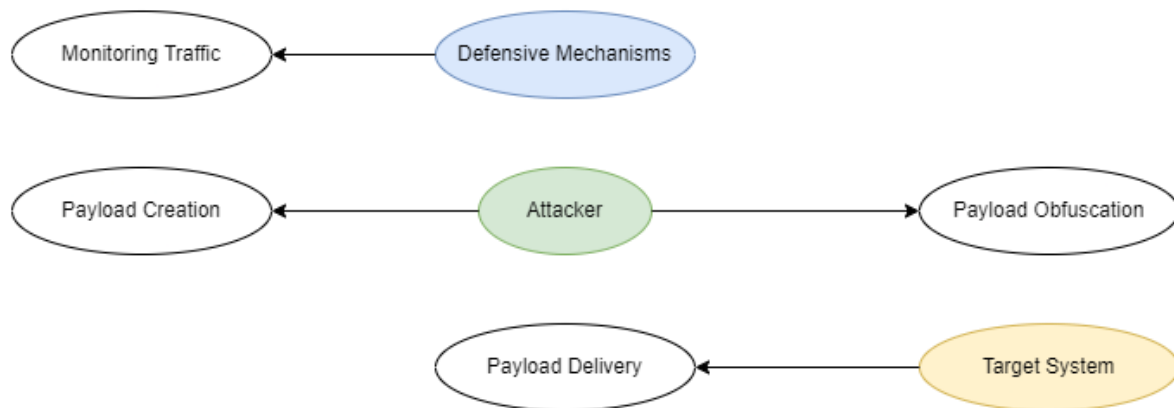 Monitoring Traffic
Defensive Mechanisms
Payload Creation
Attacker
Payload Obfuscation
Payload Delivery
Target System